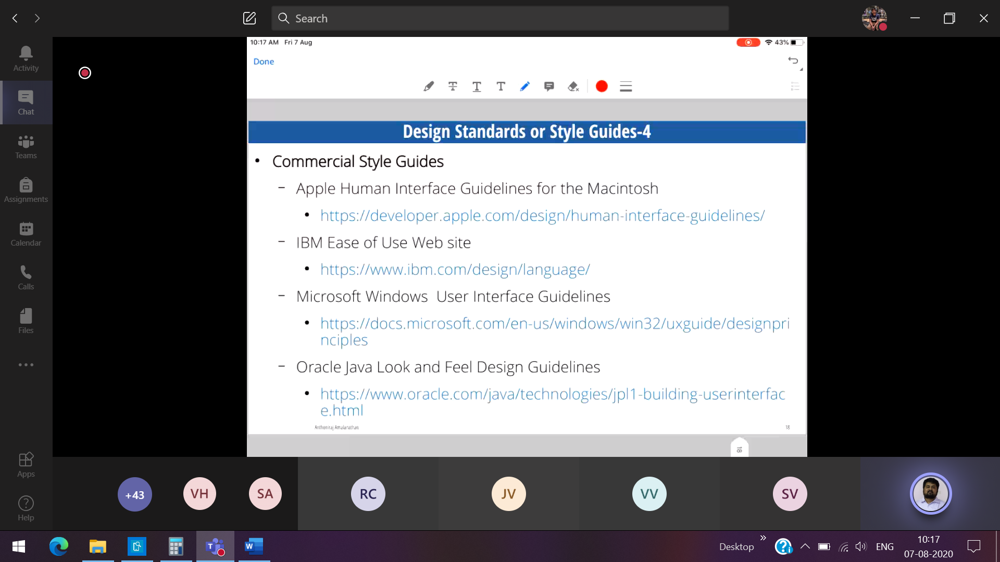 Search
Activity
Chat
Teams
Assignments
Calendar
Calls
Files
Apps
Help
10:17 AM Fri 7 Aug
43%
Done
Design Standards or Style Guides-4
• Commercial Style Guides
– Apple Human Interface Guidelines for the Macintosh
• https://developer.apple.com/design/human-interface-guidelines/
– IBM Ease of Use Web site
• https://www.ibm.com/design/language/
– Microsoft Windows User Interface Guidelines
• https://docs.microsoft.com/en-us/windows/win32/uxguide/designpri
nciples
– Oracle Java Look and Feel Design Guidelines
• https://www.oracle.com/java/technologies/jpl1-building-userinterfac
e.html
Anthoniraj Amalanathan
18
18
+43
VH
SA
RC
JV
VV
SV
Desktop
ENG
10:17
07-08-2020